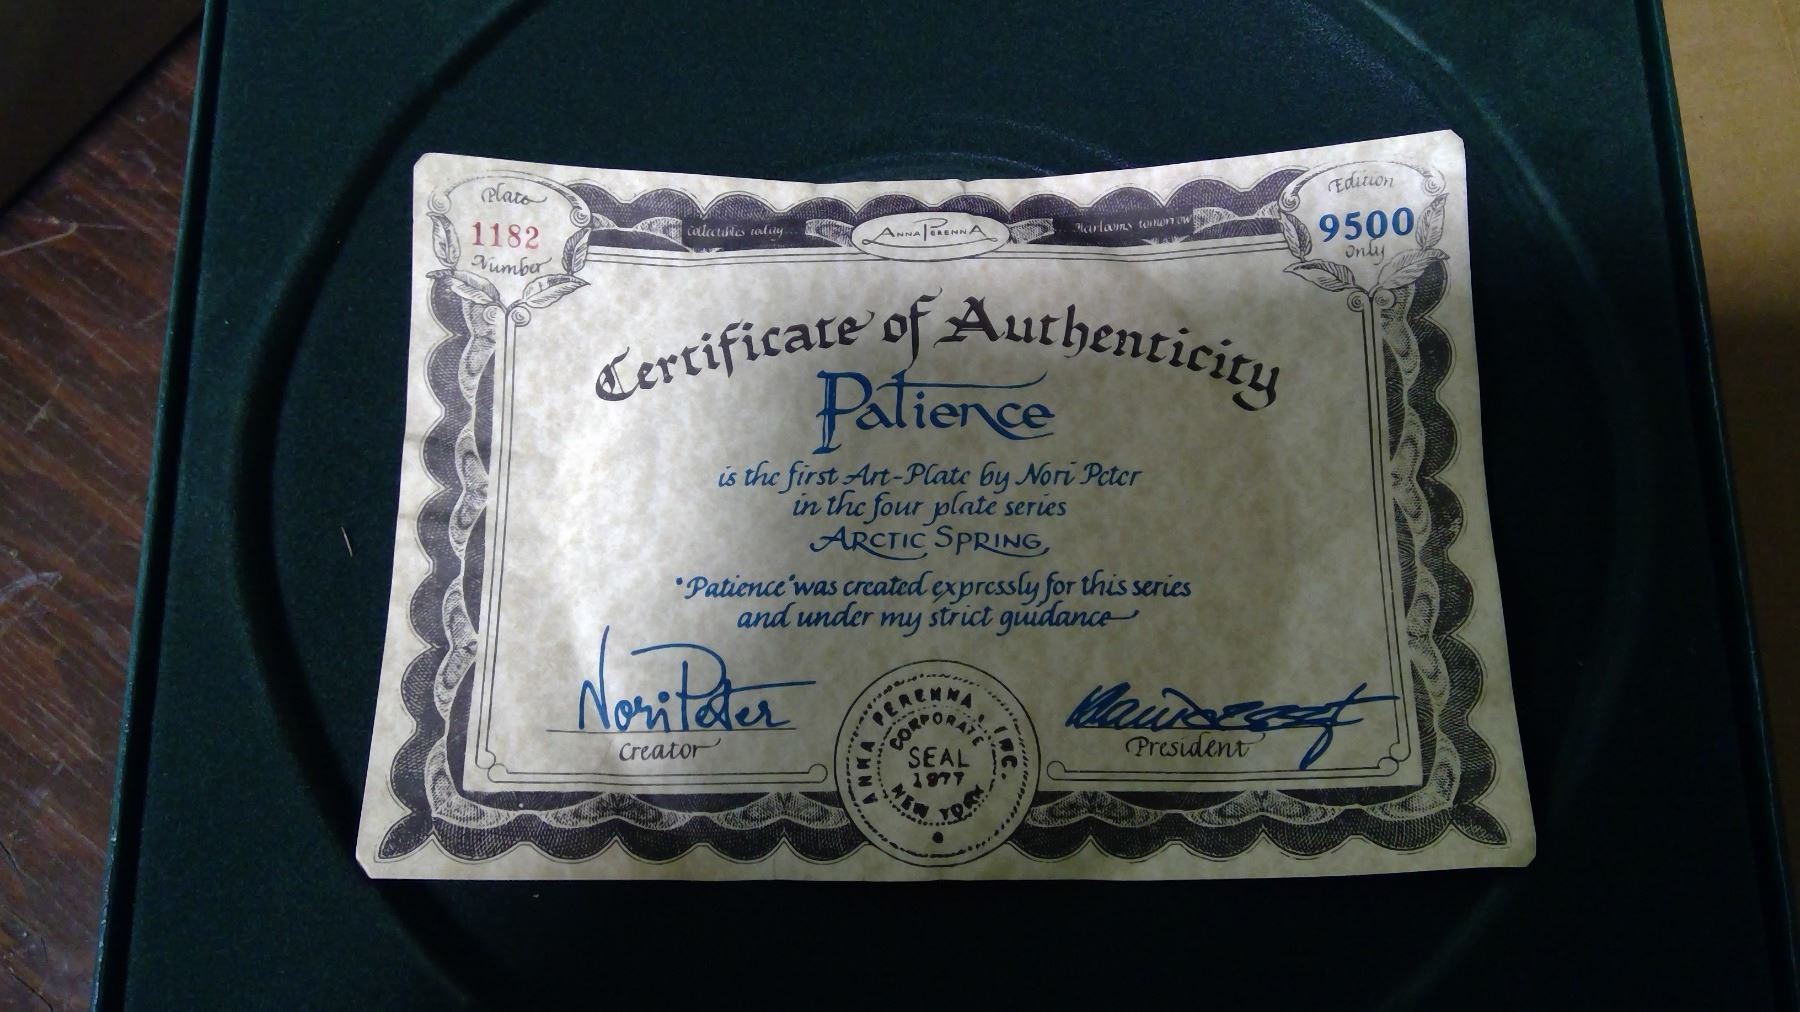 Plate
1182
Number
Collectibles today...
ANNA PERENNA
...Heirlooms tomorrow
Edition
9500
Only
Certificate of Authenticity
Patience
is the first Art-Plate by Nori Peter
in the four plate series
ARCTIC SPRING,
"Patience" was created expressly for this series
and under my strict guidance
Nori Peter
Creator
ANNA PERENNA, INC.
CORPORATE
SEAL
1977
NEW YORK
President